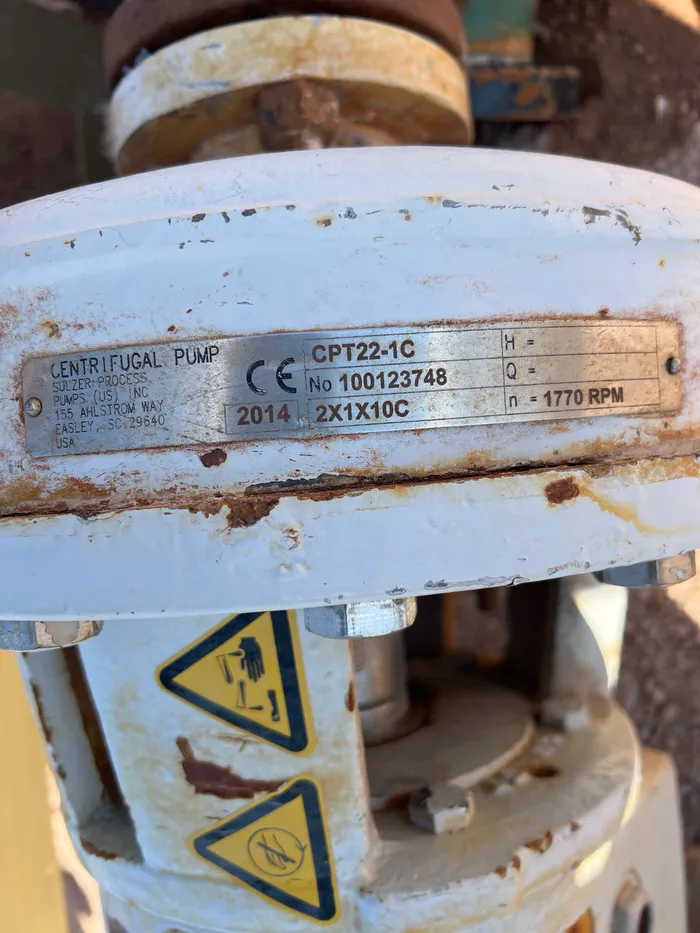 CENTRIFUGAL PUMP
SULZER PROCESS
PUMPS, (US) INC
155 AHLSTROM WAY
EASLEY, SC 29640
USA
CE
2014
CPT22-1C
No 100123748
2X1X10C
H =
Q =
n = 1770 RPM